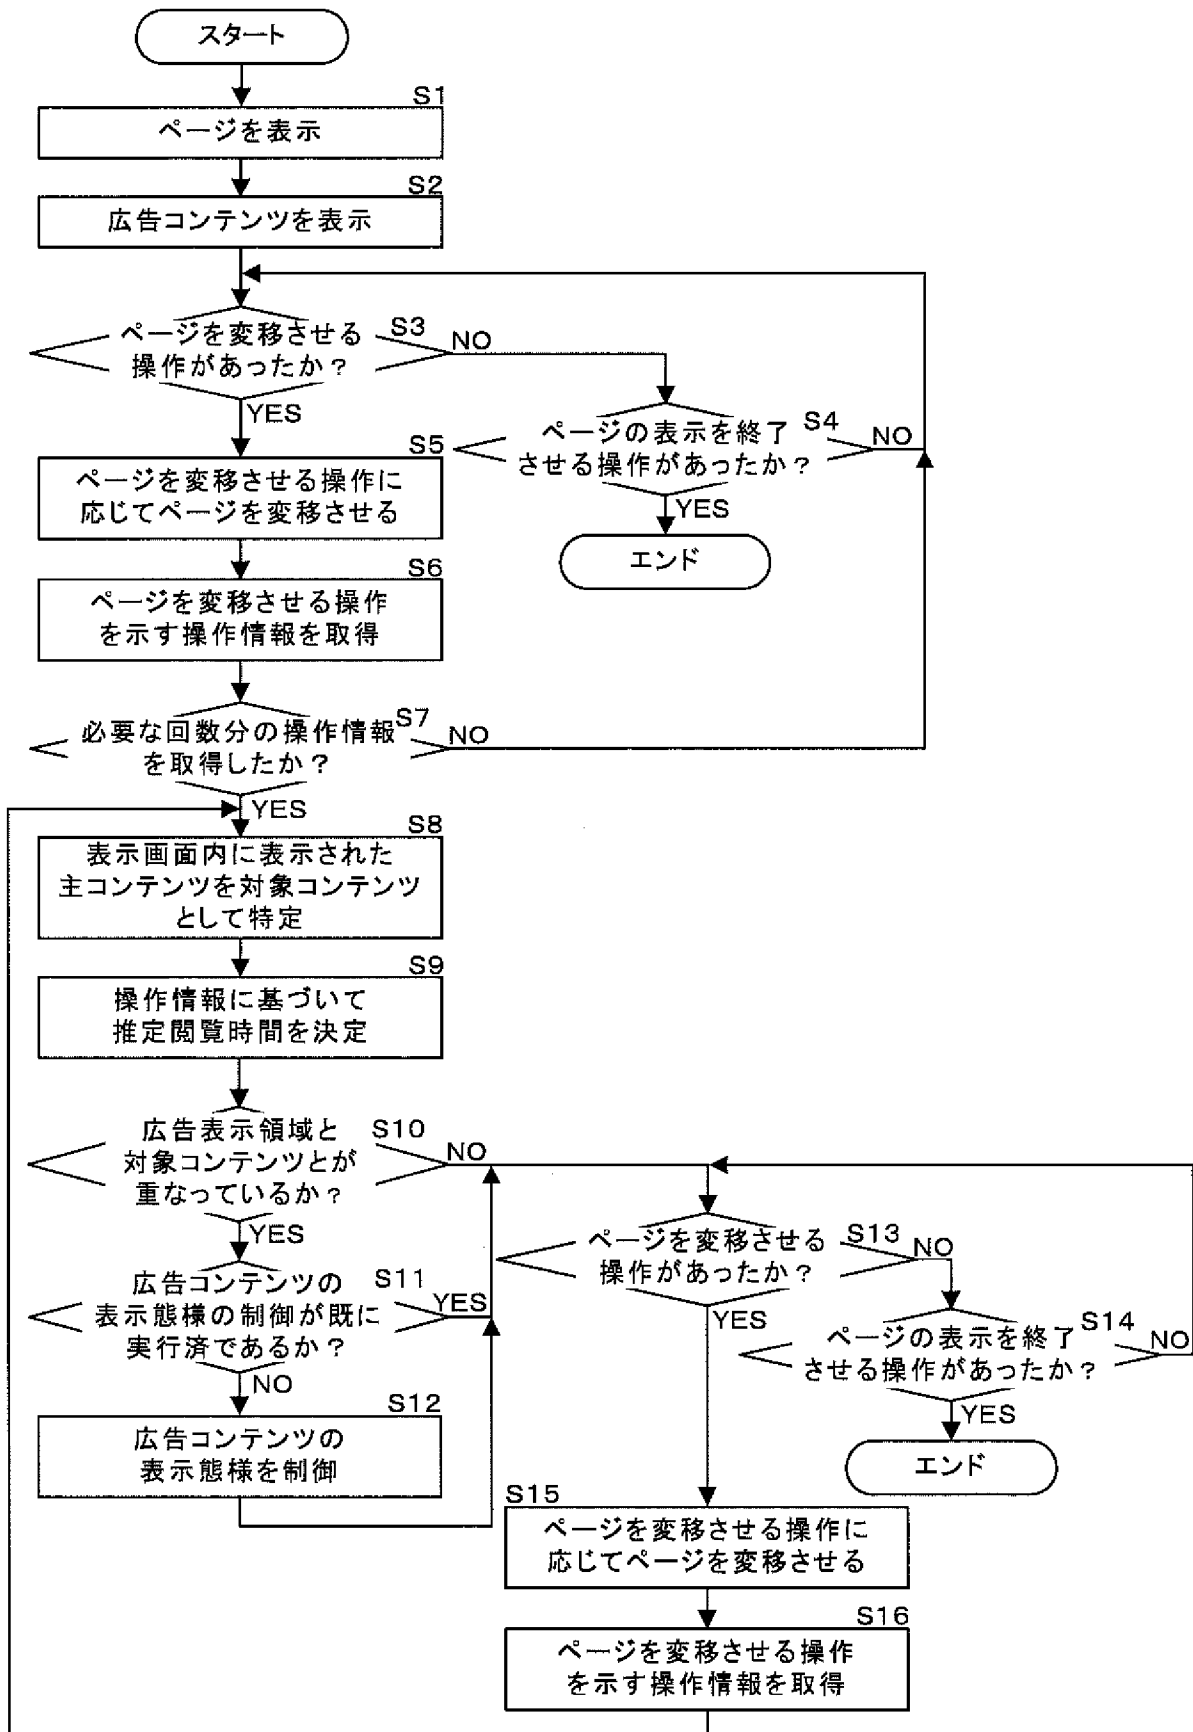 スタート
S1
ページを表示
S2
広告コンテンツを表示
S3
ページを変移させる
操作があったか?
NO
YES
S4
ページの表示を終了
させる操作があったか?
NO
YES
エンド
S5
ページを変移させる操作に
応じてページを変移させる
S6
ページを変移させる操作
を示す操作情報を取得
S7
必要な回数分の操作情報
を取得したか?
NO
YES
S8
表示画面内に表示された
主コンテンツを対象コンテンツ
として特定
S9
操作情報に基づいて
推定閲覧時間を決定
S10
広告表示領域と
対象コンテンツとが
重なっているか?
NO
YES
S11
広告コンテンツの
表示態様の制御が既に
実行済であるか?
YES
NO
S12
広告コンテンツの
表示態様を制御
S13
ページを変移させる
操作があったか?
NO
YES
S14
ページの表示を終了
させる操作があったか?
NO
YES
エンド
S15
ページを変移させる操作に
応じてページを変移させる
S16
ページを変移させる操作
を示す操作情報を取得